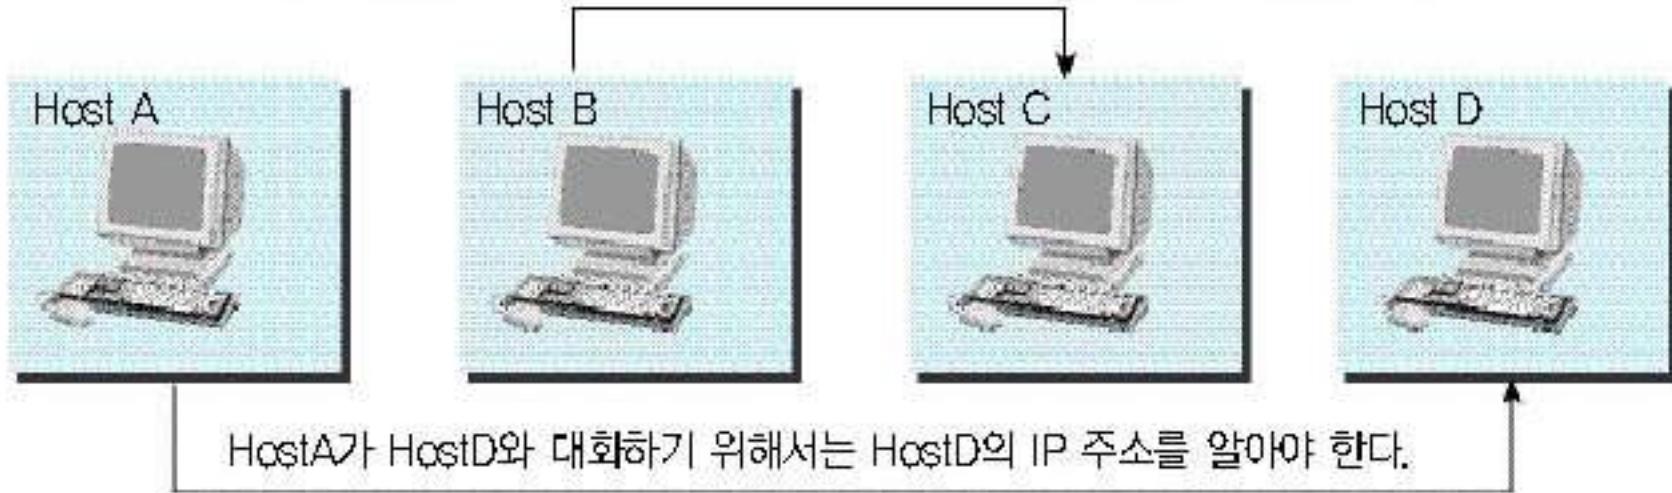 Host A
Host B
Host C
Host D
HostA가 HostD와 대화하기 위해서는 HostD의 IP 주소를 알아야 한다.